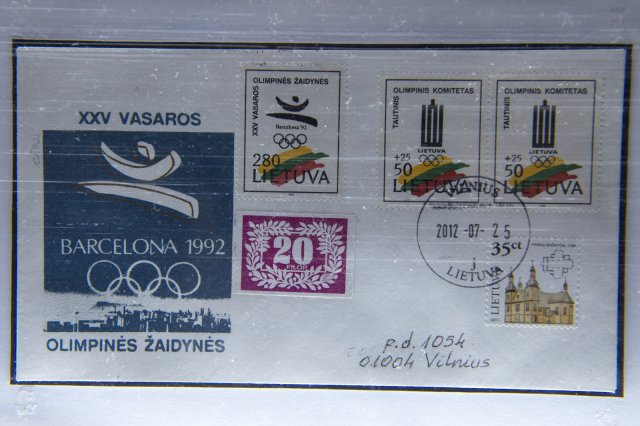 XXV VASAROS
BARCELONA 1992
OLIMPINĖS ŽAIDYNĖS
OLIMPINĖS ŽAIDYNĖS
XXV VASAROS
Barcelona '92
280
LIETUVA
OLIMPINIS KOMITETAS
TAUTINIS
LIETUVA
+25
50
LIETUVA
OLIMPINIS KOMITETAS
TAUTINIS
LIETUVA
+25
50
LIETUVA
20
VILNIUS
2012-07-25
j
LIETUVA
35ct
LIETUVA
p.d. 1054
01004 Vilnius